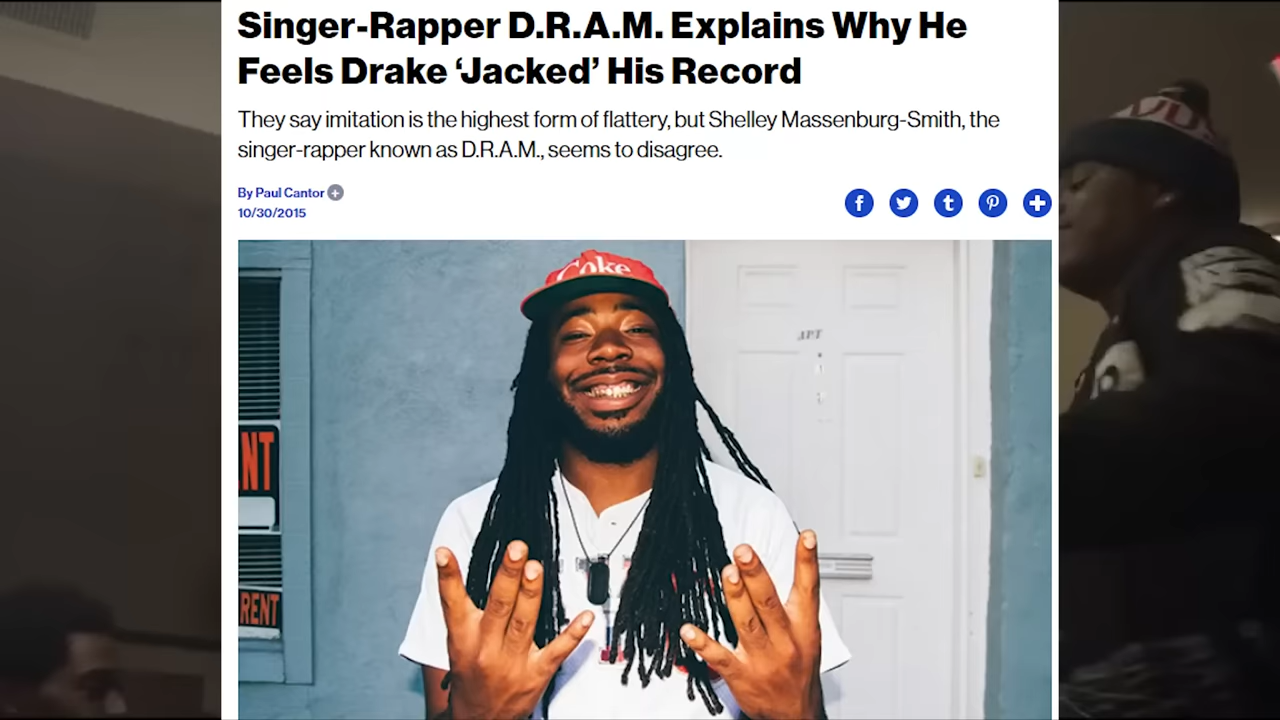 Singer-Rapper D.R.A.M. Explains Why He
Feels Drake ‘Jacked’ His Record
They say imitation is the highest form of flattery, but Shelley Massenburg-Smith, the
singer-rapper known as D.R.A.M., seems to disagree.
By Paul Cantor +
10/30/2015
Coke
APT
NT
RENT